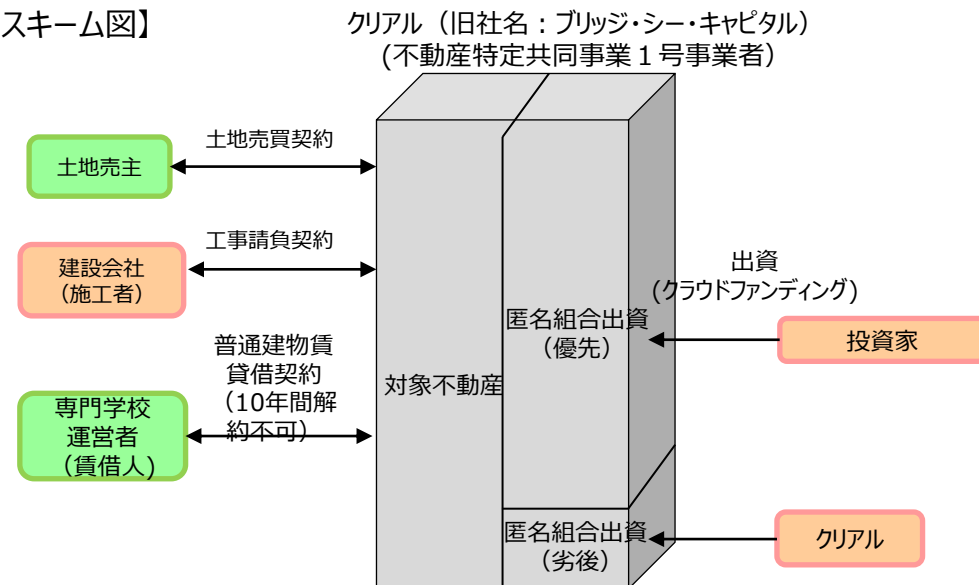 スキーム図】
クリアル（旧社名：ブリッジ・シー・キャピタル）
(不動産特定共同事業１号事業者）
土地売買契約
土地売主
工事請負契約
建設会社
（施工者）
出資
(クラウドファンディング)
匿名組合出資
（優先）
投資家
普通建物賃
貸借契約
（10年間解
約不可）
対象不動産
専門学校
運営者
（賃借人)
匿名組合出資
（劣後）
クリアル